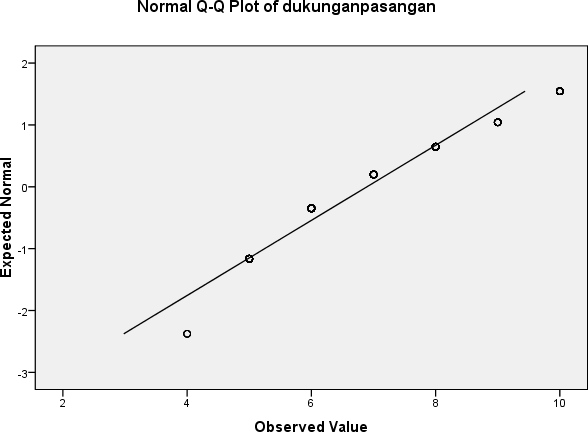 Normal Q-Q Plot of dukunganpasangan
2
1
0
-1
-2
-3
Expected Normal
2 4 6 8 10
Observed Value